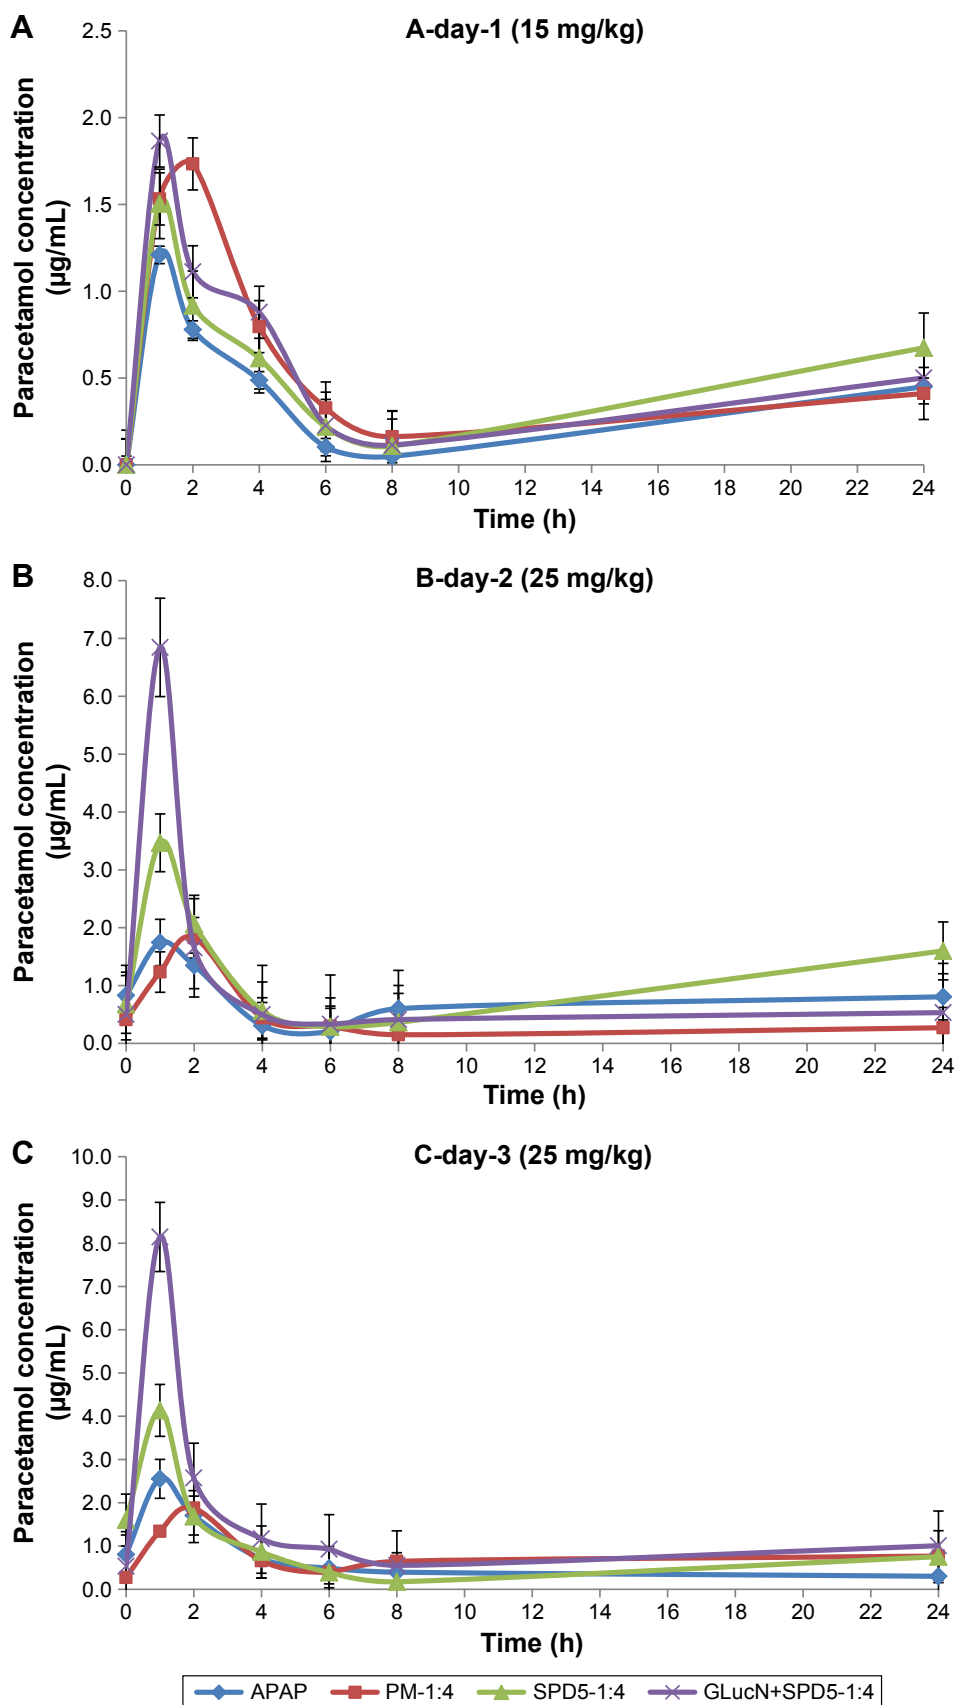 A
A-day-1 (15 mg/kg)
Paracetamol concentration
(µg/mL)
2.5
2.0
1.5
1.0
0.5
0.0
0 2 4 6 8 10 12 14 16 18 20 22 24
Time (h)
B
B-day-2 (25 mg/kg)
Paracetamol concentration
(µg/mL)
8.0
7.0
6.0
5.0
4.0
3.0
2.0
1.0
0.0
0 2 4 6 8 10 12 14 16 18 20 22 24
Time (h)
C
C-day-3 (25 mg/kg)
Paracetamol concentration
(µg/mL)
10.0
9.0
8.0
7.0
6.0
5.0
4.0
3.0
2.0
1.0
0.0
0 2 4 6 8 10 12 14 16 18 20 22 24
Time (h)
APAP PM-1:4 SPD5-1:4 GLucN+SPD5-1:4